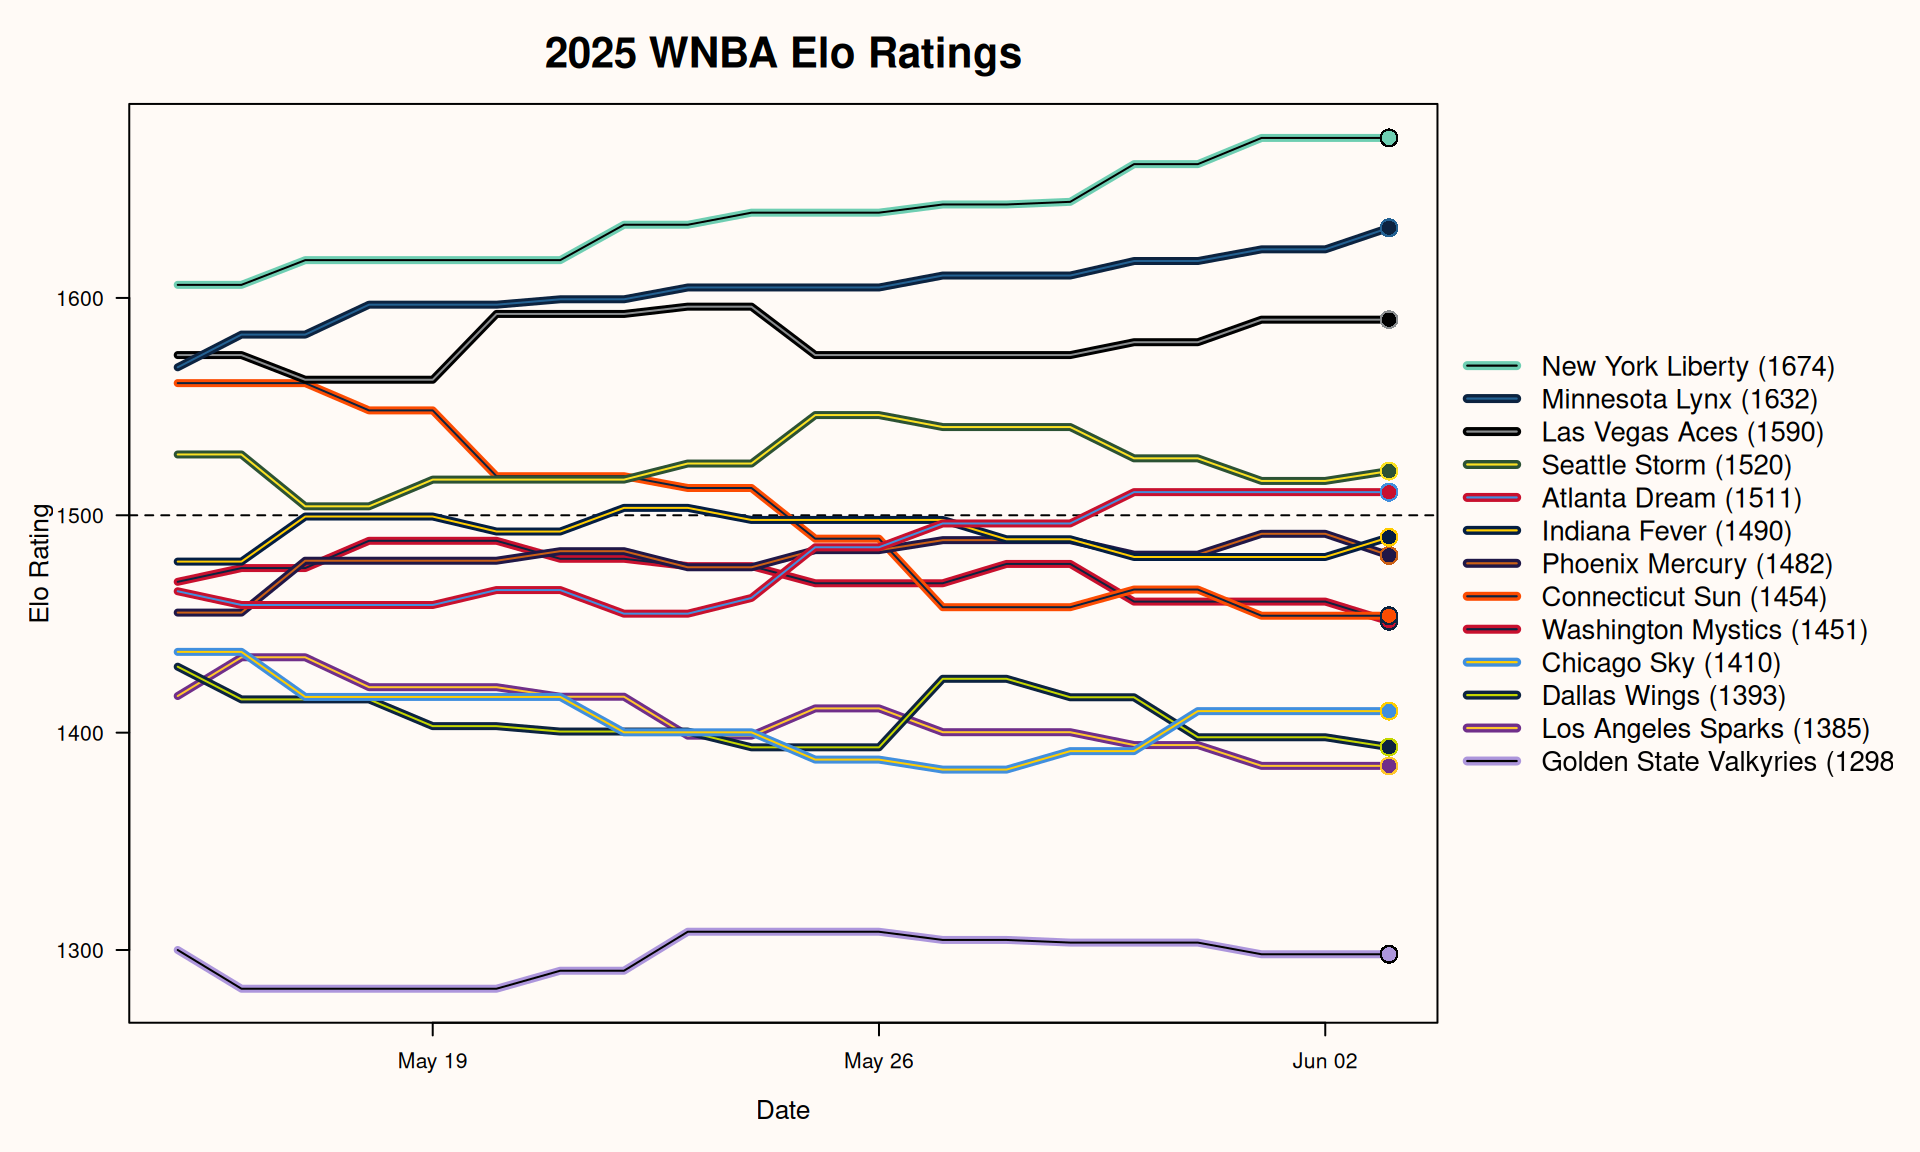 2025 WNBA Elo Ratings
Elo Rating
1600
1500
1400
1300
May 19
May 26
Jun 02
Date
New York Liberty (1674)
Minnesota Lynx (1632)
Las Vegas Aces (1590)
Seattle Storm (1520)
Atlanta Dream (1511)
Indiana Fever (1490)
Phoenix Mercury (1482)
Connecticut Sun (1454)
Washington Mystics (1451)
Chicago Sky (1410)
Dallas Wings (1393)
Los Angeles Sparks (1385)
Golden State Valkyries (1298